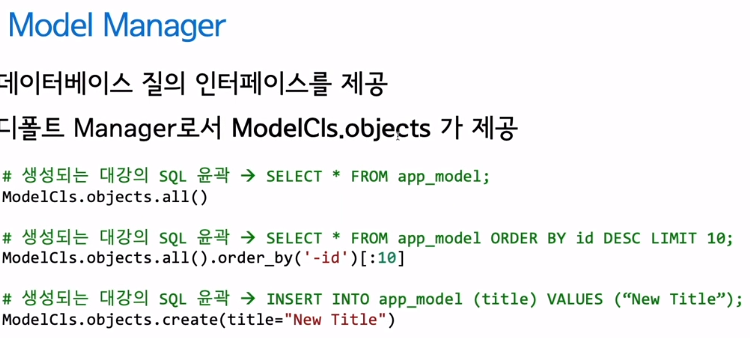 Model Manager
데이터베이스 질의 인터페이스를 제공
디폴트 Manager로서 ModelCls.objects 가 제공
# 생성되는 대강의 SQL 윤곽 → SELECT * FROM app_model;
ModelCls.objects.all()
# 생성되는 대강의 SQL 윤곽 → SELECT * FROM app_model ORDER BY id DESC LIMIT 10;
ModelCls.objects.all().order_by('-id')[:10]
# 생성되는 대강의 SQL 윤곽 → INSERT INTO app_model (title) VALUES (“New Title”);
ModelCls.objects.create(title="New Title")